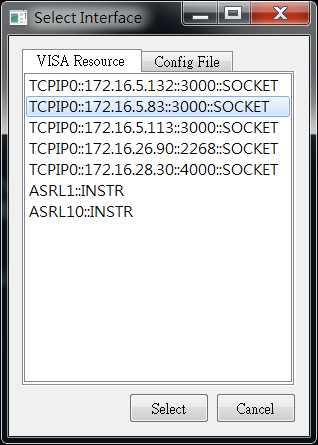 Select Interface
VISA Resource
Config File
TCPIP0::172.16.5.132::3000::SOCKET
TCPIP0::172.16.5.83::3000::SOCKET
TCPIP0::172.16.5.113::3000::SOCKET
TCPIP0::172.16.26.90::2268::SOCKET
TCPIP0::172.16.28.30::4000::SOCKET
ASRL1::INSTR
ASRL10::INSTR
Select
Cancel